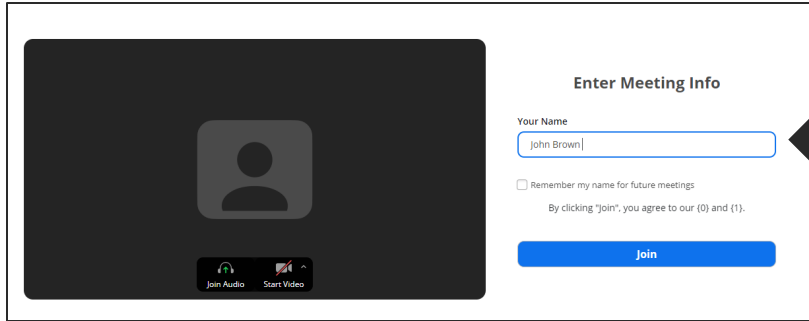 Enter Meeting Info
Your Name
John Brown
Remember my name for future meetings
By clicking "Join", you agree to our {0} and {1}.
Join
Join Audio Start Video